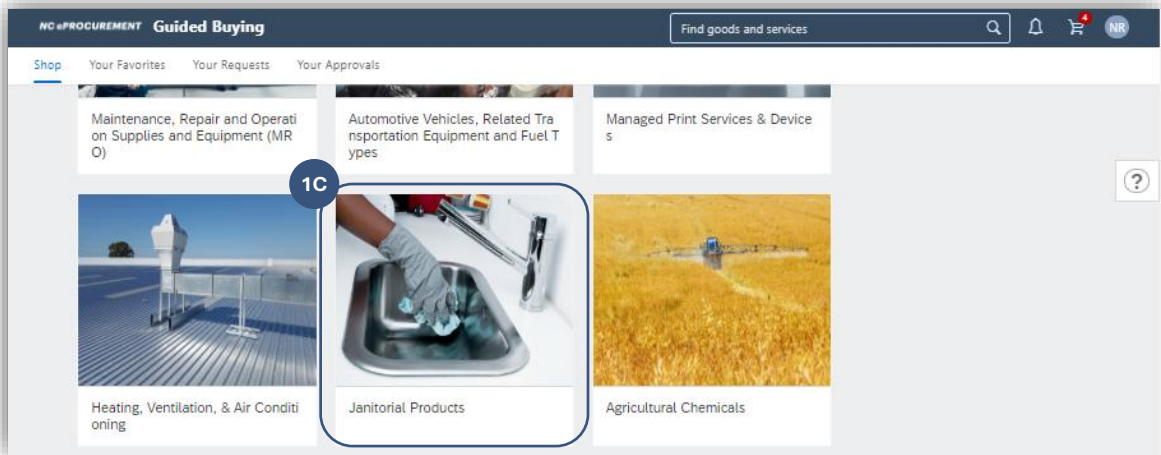 NC ePROCUREMENT Guided Buying
Find goods and services
4
NR
Shop Your Favorites Your Requests Your Approvals
Maintenance, Repair and Operati
on Supplies and Equipment (MR
O)
Automotive Vehicles, Related Tra
nsportation Equipment and Fuel T
ypes
Managed Print Services & Device
s
?
1C
Heating, Ventilation, & Air Conditi
oning
Janitorial Products
Agricultural Chemicals